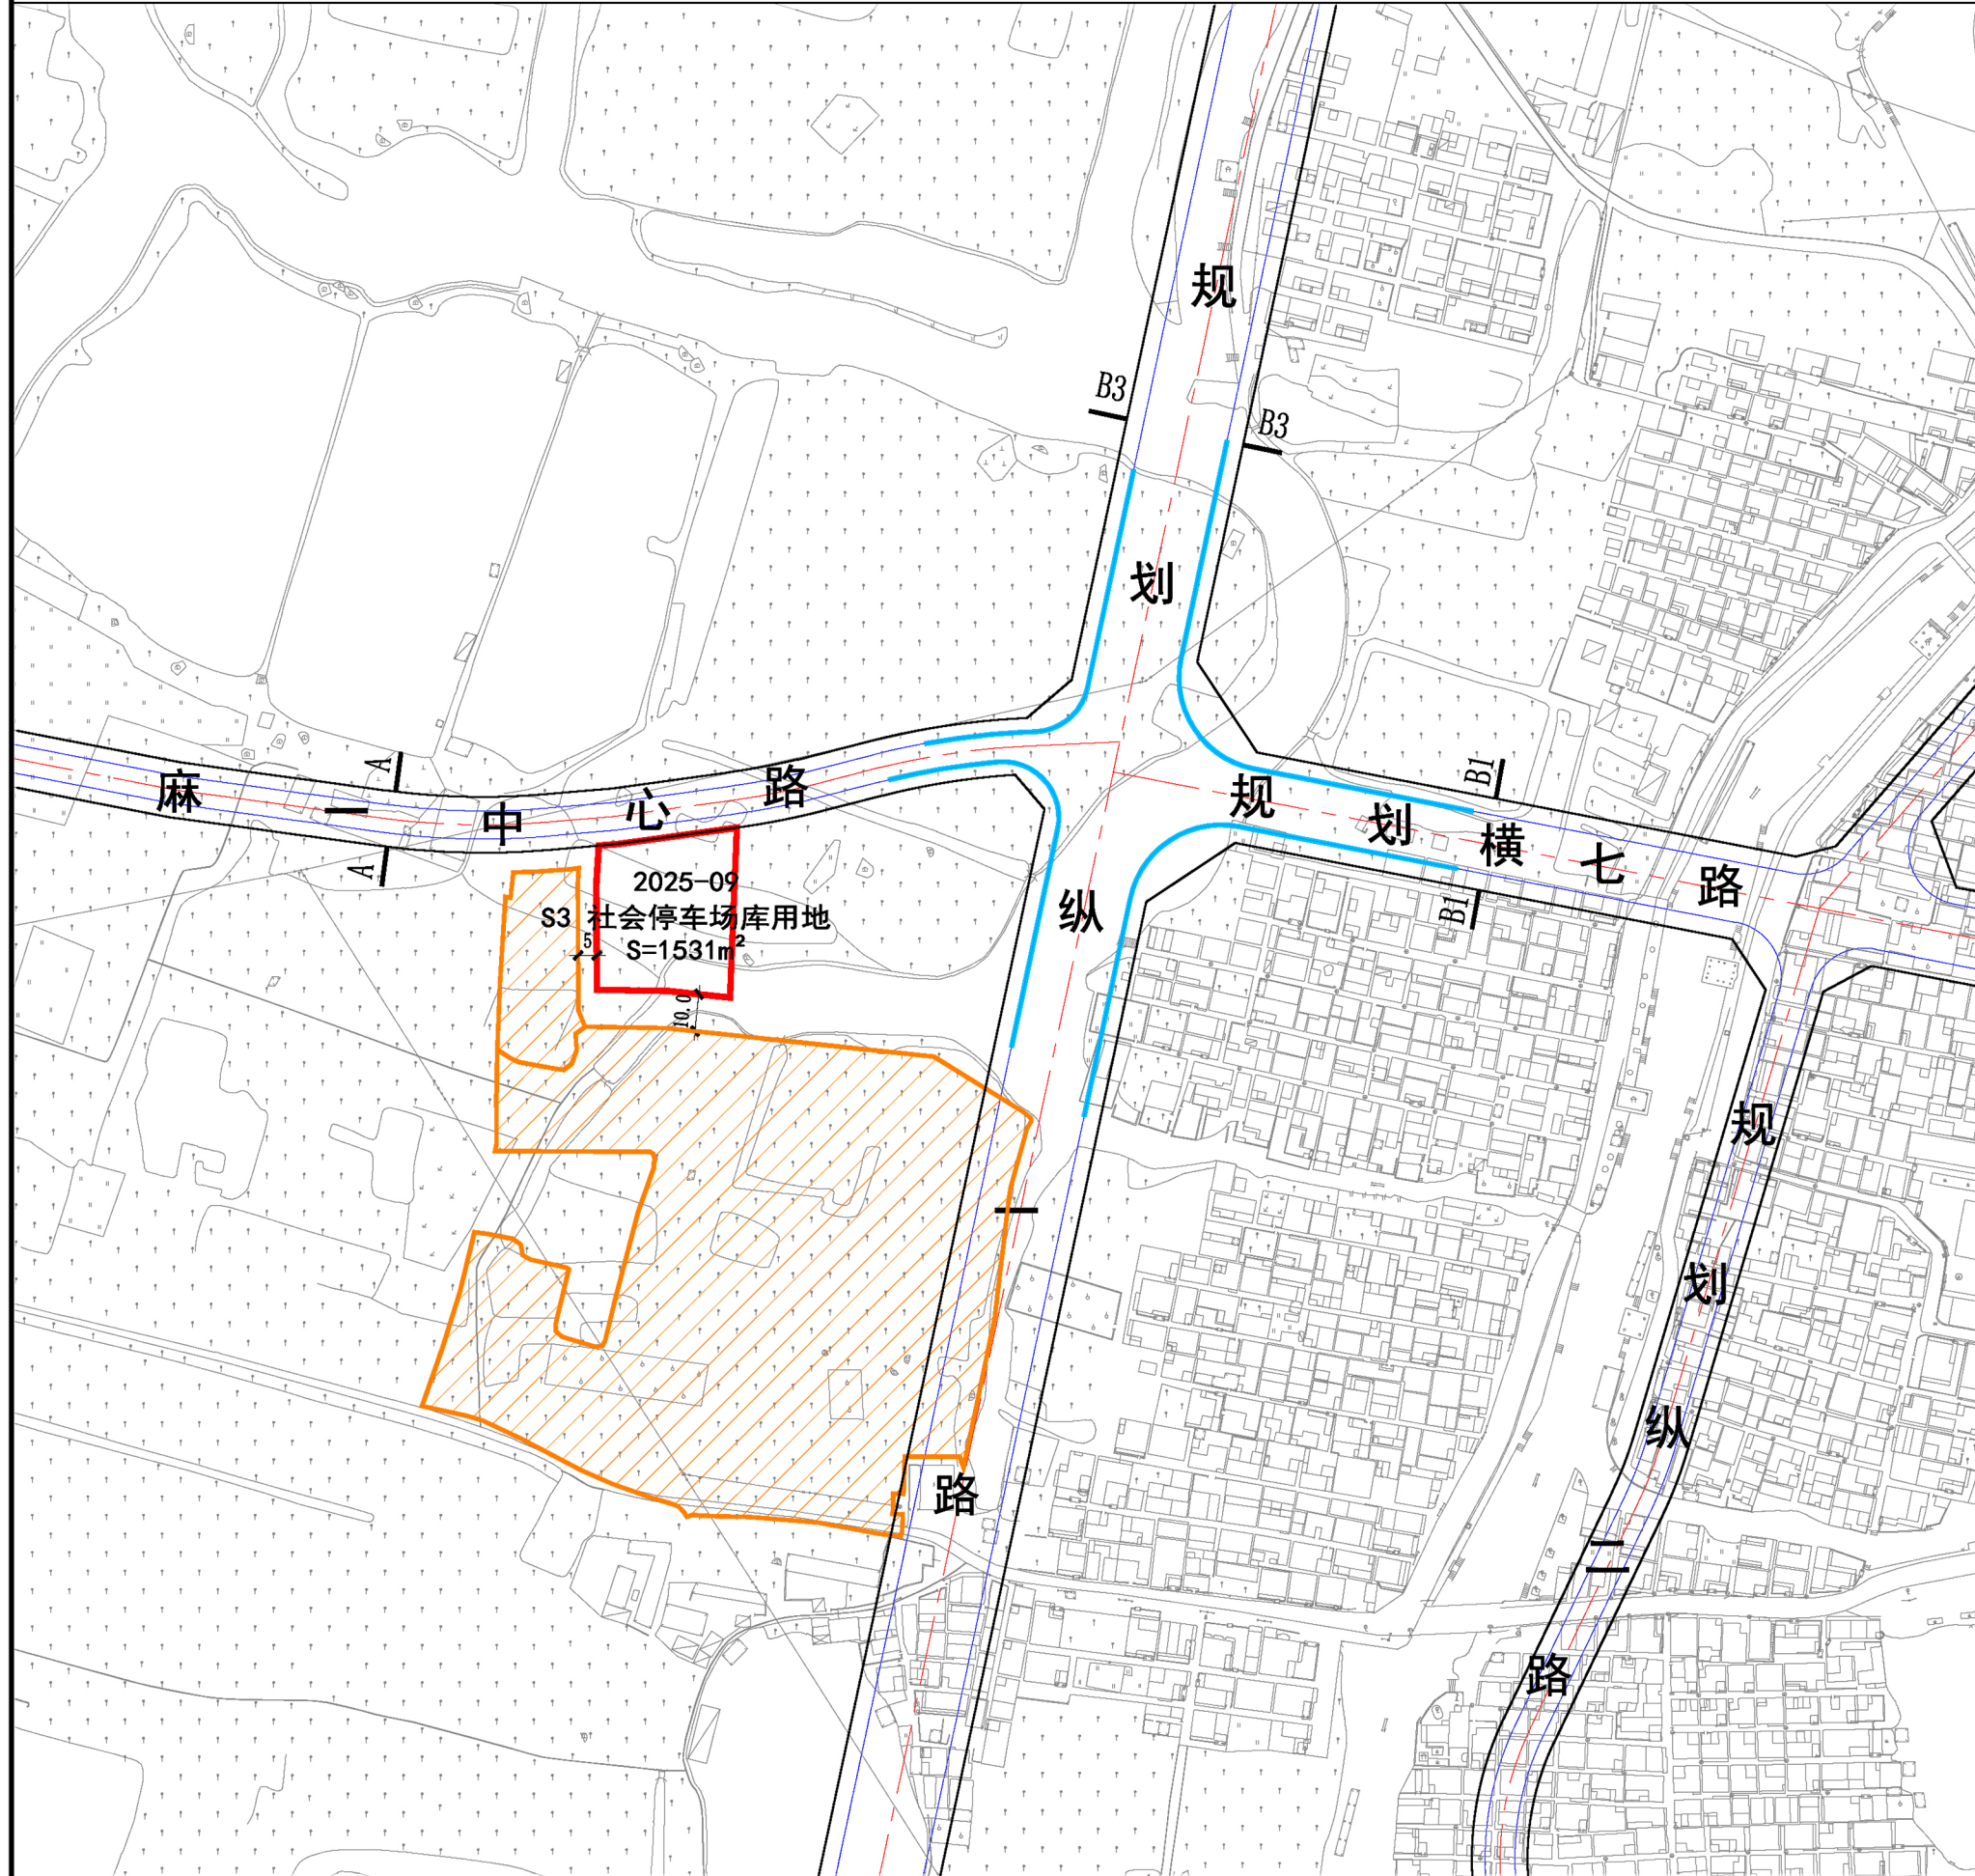 规划纵一路
B3
B3
麻一中心路
A
A
规划横七路
B1
B1
2025-09
S3 社会停车场库用地
S=1531m²
5
10.0
规划纵二路